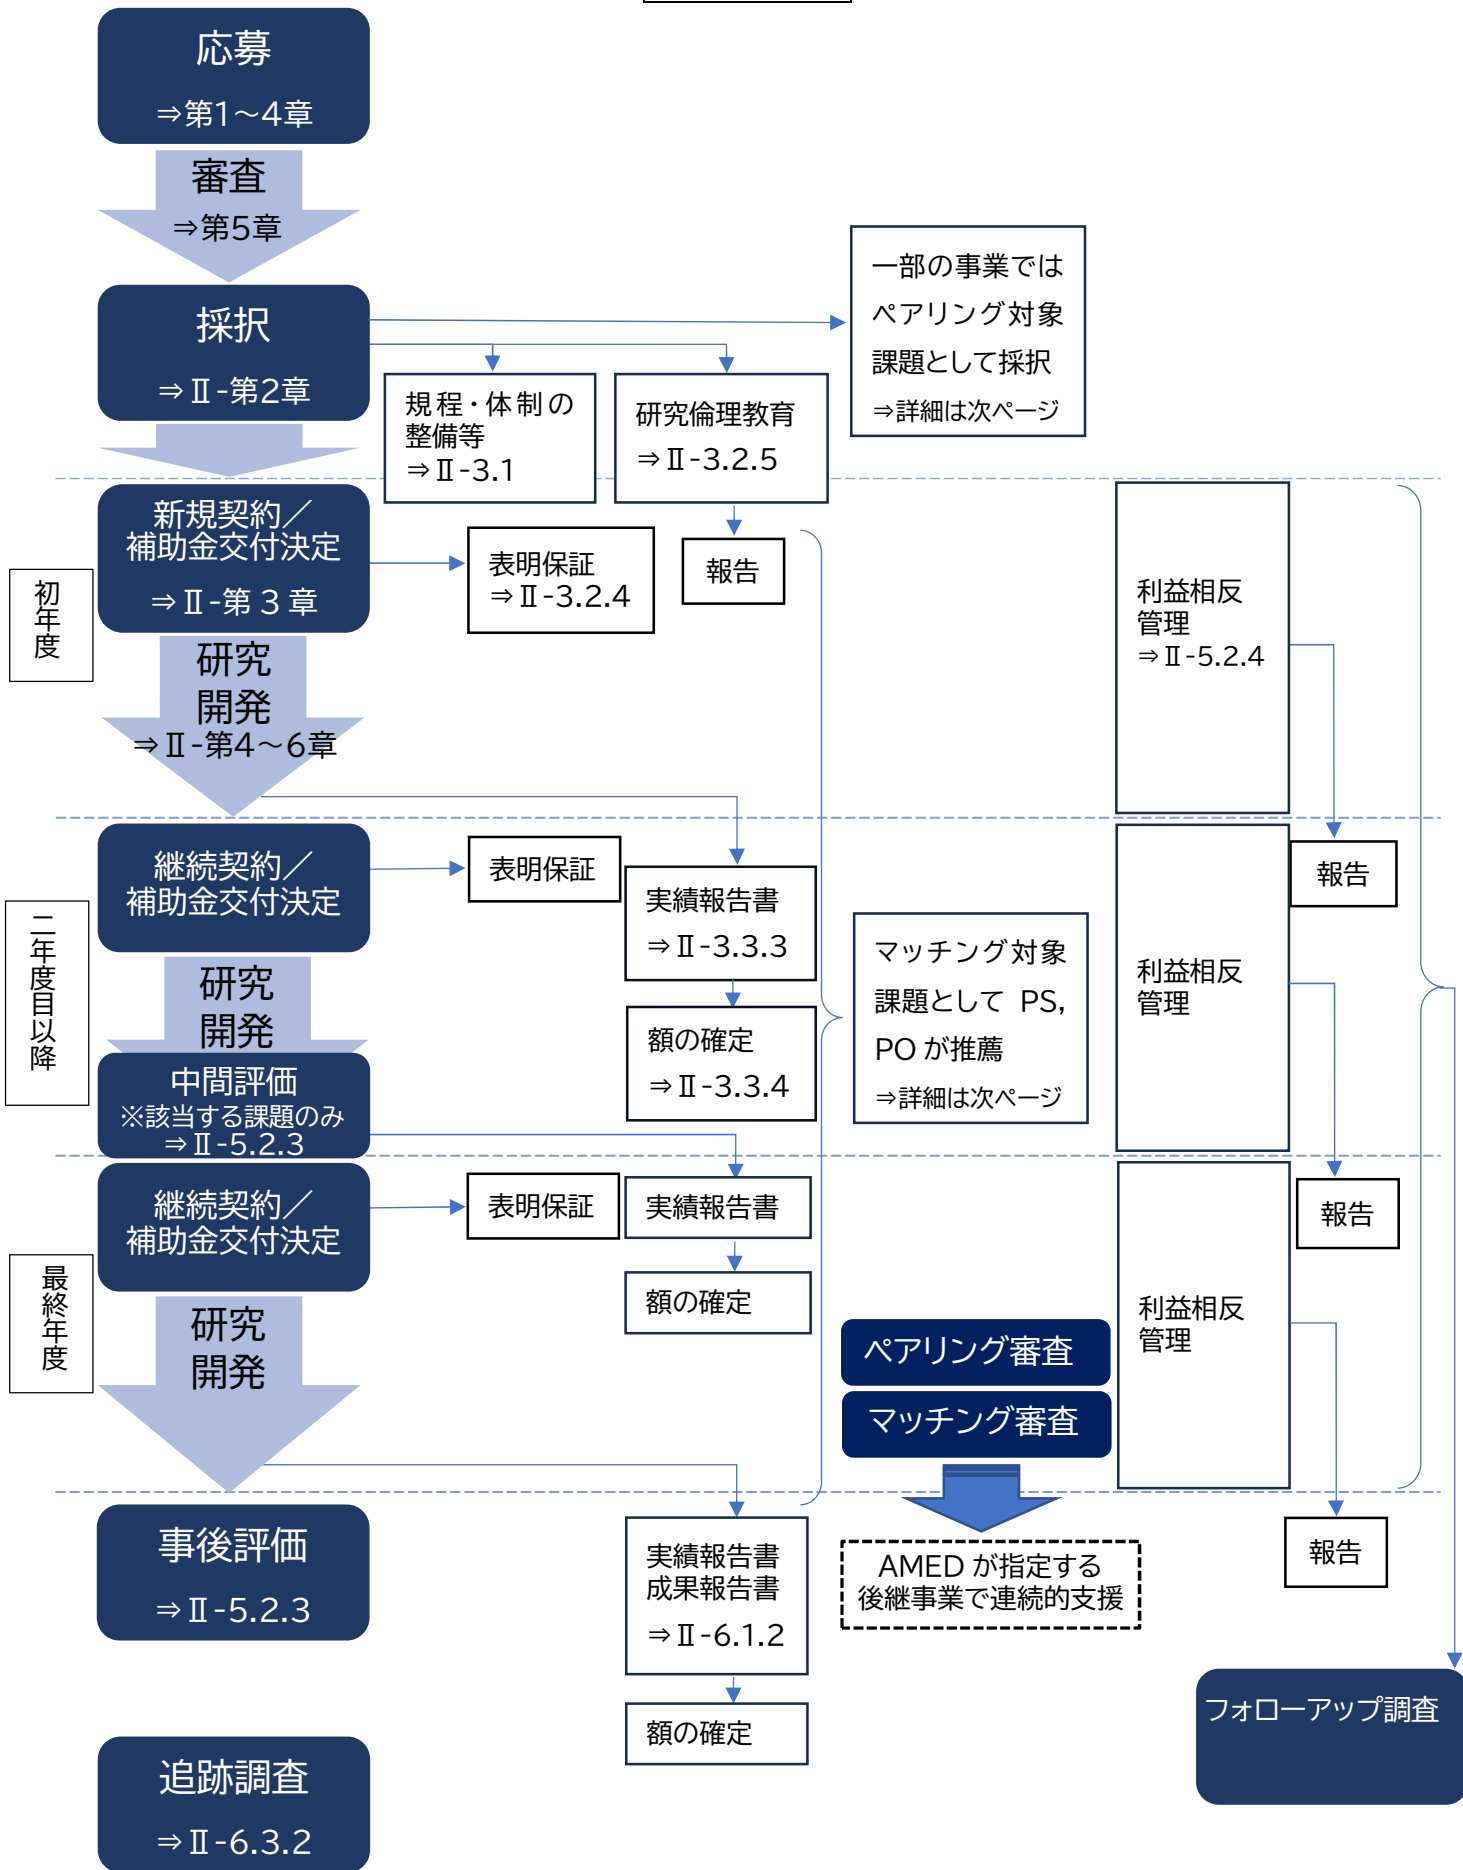 応募
⇒第1～4章
審査
⇒第5章
一部の事業では
ペアリング対象
課題として採択
⇒詳細は次ページ
採択
⇒Ⅱ-第2章
規程・体制の
整備等
⇒Ⅱ-3.1
研究倫理教育
⇒Ⅱ-3.2.5
初年度
新規契約／
補助金交付決定
⇒Ⅱ-第３章
表明保証
⇒Ⅱ-3.2.4
報告
利益相反
管理
⇒Ⅱ-5.2.4
研究
開発
⇒Ⅱ-第4～6章
二年度目以降
継続契約／
補助金交付決定
表明保証
実績報告書
⇒Ⅱ-3.3.3
報告
マッチング対象
課題として PS,
PO が推薦
⇒詳細は次ページ
利益相反
管理
研究
開発
額の確定
⇒Ⅱ-3.3.4
中間評価
※該当する課題のみ
⇒Ⅱ-5.2.3
最終年度
継続契約／
補助金交付決定
表明保証
実績報告書
報告
額の確定
利益相反
管理
研究
開発
ペアリング審査
マッチング審査
事後評価
⇒Ⅱ-5.2.3
実績報告書
成果報告書
⇒Ⅱ-6.1.2
AMED が指定する
後継事業で連続的支援
報告
額の確定
フォローアップ調査
追跡調査
⇒Ⅱ-6.3.2